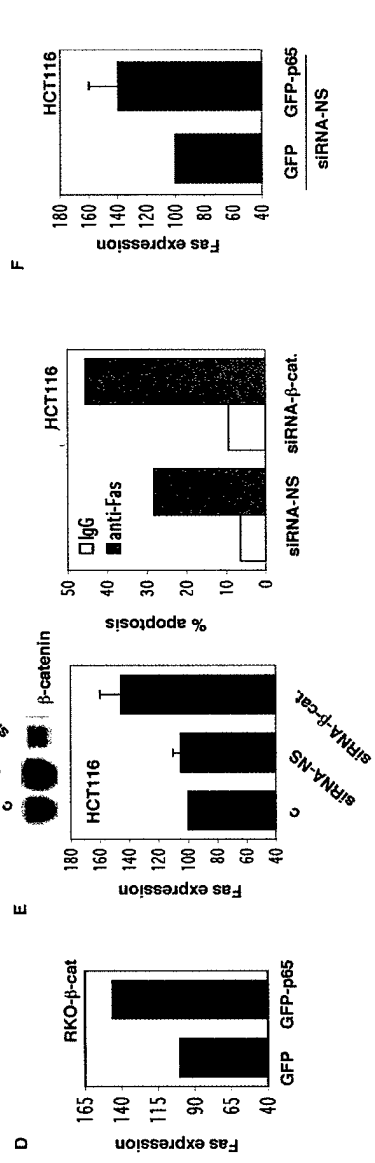 D
RKO-β-cat
Fas expression
165
140
115
90
65
40
GFP
GFP-p65
E
c
β-catenin
HCT116
Fas expression
180
160
140
120
100
80
60
40
c
siRNA-NS
siRNA-β-cat.
HCT116
IgG
anti-Fas
% apoptosis
50
40
30
20
10
0
siRNA-NS
siRNA-β-cat.
F
HCT116
Fas expression
180
160
140
120
100
80
60
40
GFP
GFP-p65
siRNA-NS